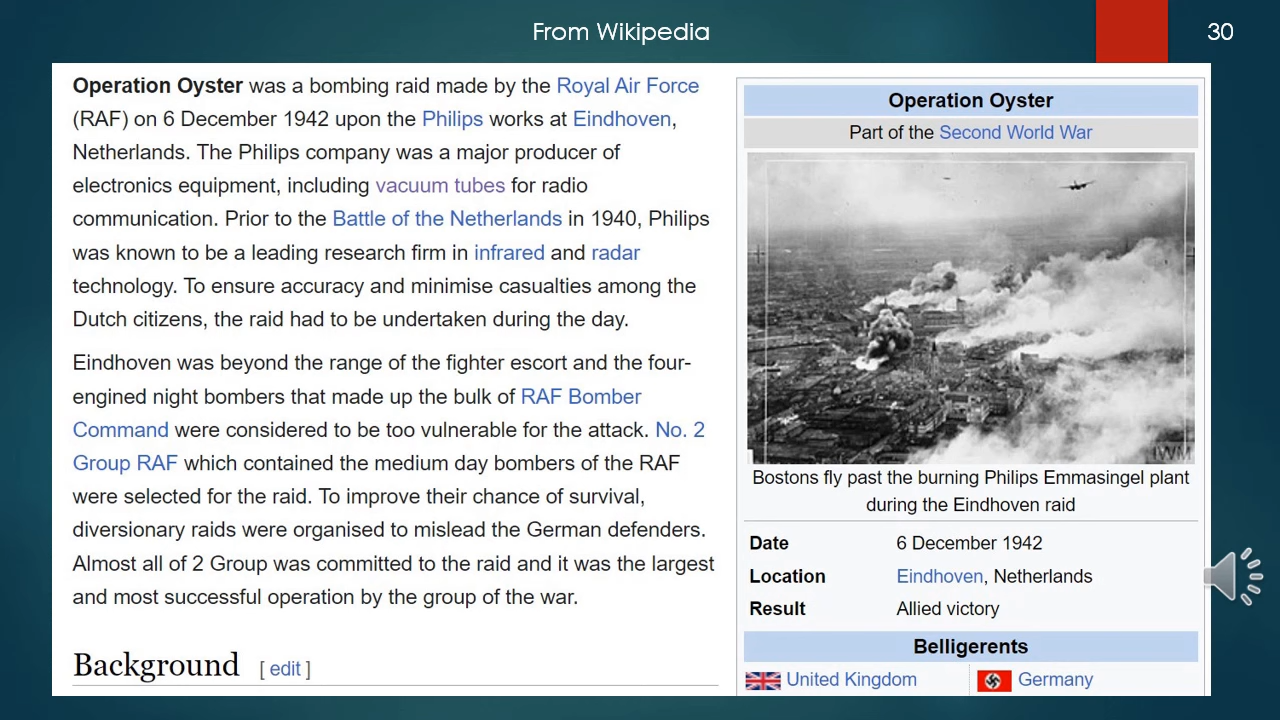 From Wikipedia
30
Operation Oyster was a bombing raid made by the Royal Air Force
(RAF) on 6 December 1942 upon the Philips works at Eindhoven,
Netherlands. The Philips company was a major producer of
electronics equipment, including vacuum tubes for radio
communication. Prior to the Battle of the Netherlands in 1940, Philips
was known to be a leading research firm in infrared and radar
technology. To ensure accuracy and minimise casualties among the
Dutch citizens, the raid had to be undertaken during the day.
Eindhoven was beyond the range of the fighter escort and the four-
engined night bombers that made up the bulk of RAF Bomber
Command were considered to be too vulnerable for the attack. No. 2
Group RAF which contained the medium day bombers of the RAF
were selected for the raid. To improve their chance of survival,
diversionary raids were organised to mislead the German defenders.
Almost all of 2 Group was committed to the raid and it was the largest
and most successful operation by the group of the war.
Background [ edit ]
Operation Oyster
Part of the Second World War
IWM
Bostons fly past the burning Philips Emmasingel plant
during the Eindhoven raid
Date 6 December 1942
Location Eindhoven, Netherlands
Result Allied victory
Belligerents
United Kingdom Germany